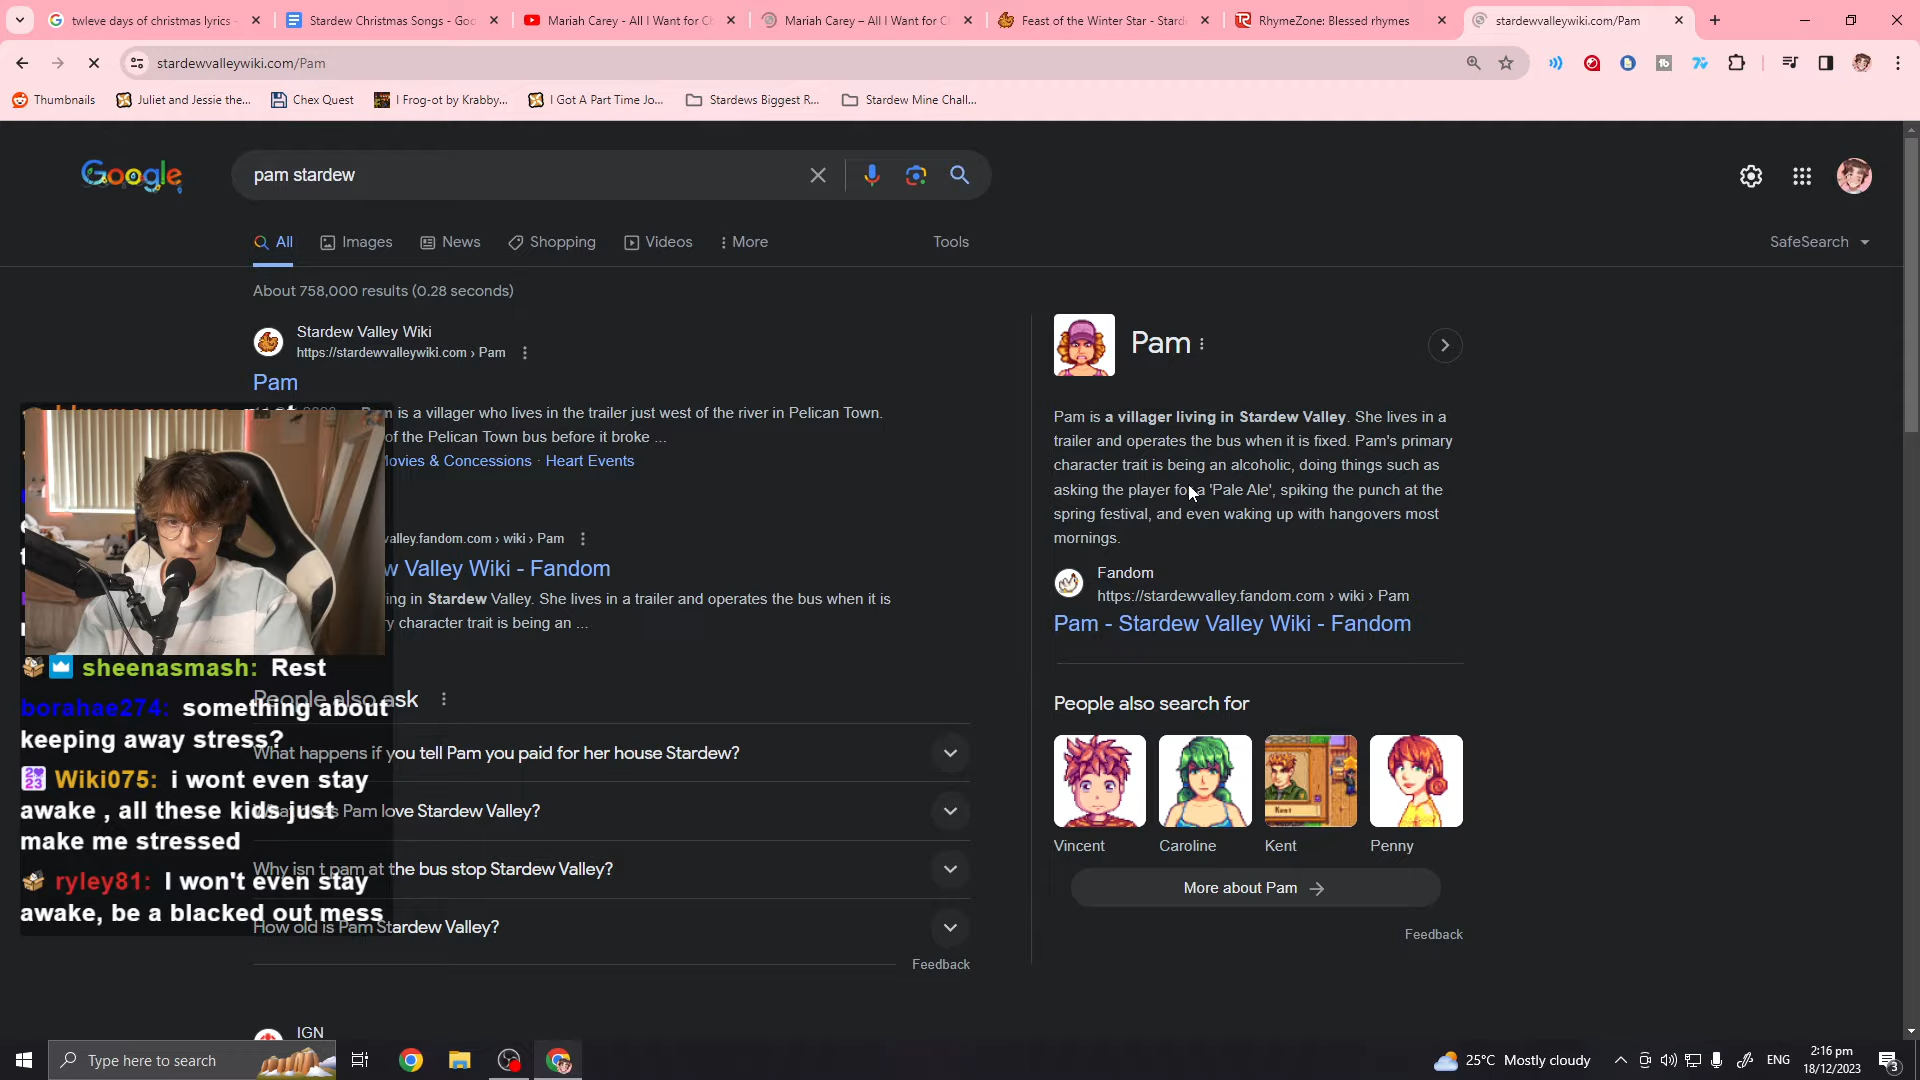 twleve days of christmas lyrics -
Stardew Christmas Songs - Goo
Mariah Carey - All I Want for Ch
Mariah Carey – All I Want for C
Feast of the Winter Star - Stard
RhymeZone: Blessed rhymes
stardewvalleywiki.com/Pam
stardewvalleywiki.com/Pam
Thumbnails
Juliet and Jessie the...
Chex Quest
I Frog-ot by Krabby...
I Got A Part Time Jo...
Stardews Biggest R...
Stardew Mine Chall...
Google
pam stardew
All
Images
News
Shopping
Videos
More
Tools
SafeSearch
About 758,000 results (0.28 seconds)
Stardew Valley Wiki
https://stardewvalleywiki.com › Pam
Pam
is a villager who lives in the trailer just west of the river in Pelican Town.
of the Pelican Town bus before it broke ...
Movies & Concessions · Heart Events
valley.fandom.com › wiki › Pam
w Valley Wiki - Fandom
ing in Stardew Valley. She lives in a trailer and operates the bus when it is
y character trait is being an ...
People also ask
What happens if you tell Pam you paid for her house Stardew?
Pam love Stardew Valley?
Why isn t pam at the bus stop Stardew Valley?
How old is Pam Stardew Valley?
Feedback
IGN
Pam
Pam is a villager living in Stardew Valley. She lives in a
trailer and operates the bus when it is fixed. Pam's primary
character trait is being an alcoholic, doing things such as
asking the player for a 'Pale Ale', spiking the punch at the
spring festival, and even waking up with hangovers most
mornings.
Fandom
https://stardewvalley.fandom.com › wiki › Pam
Pam - Stardew Valley Wiki - Fandom
People also search for
Vincent
Caroline
Kent
Penny
More about Pam
Feedback
sheenasmash: Rest
borahae274: something about
keeping away stress?
Wiki075: i wont even stay
awake , all these kids just
make me stressed
ryley81: I won't even stay
awake, be a blacked out mess
Type here to search
25°C Mostly cloudy
ENG
2:16 pm
18/12/2023
3